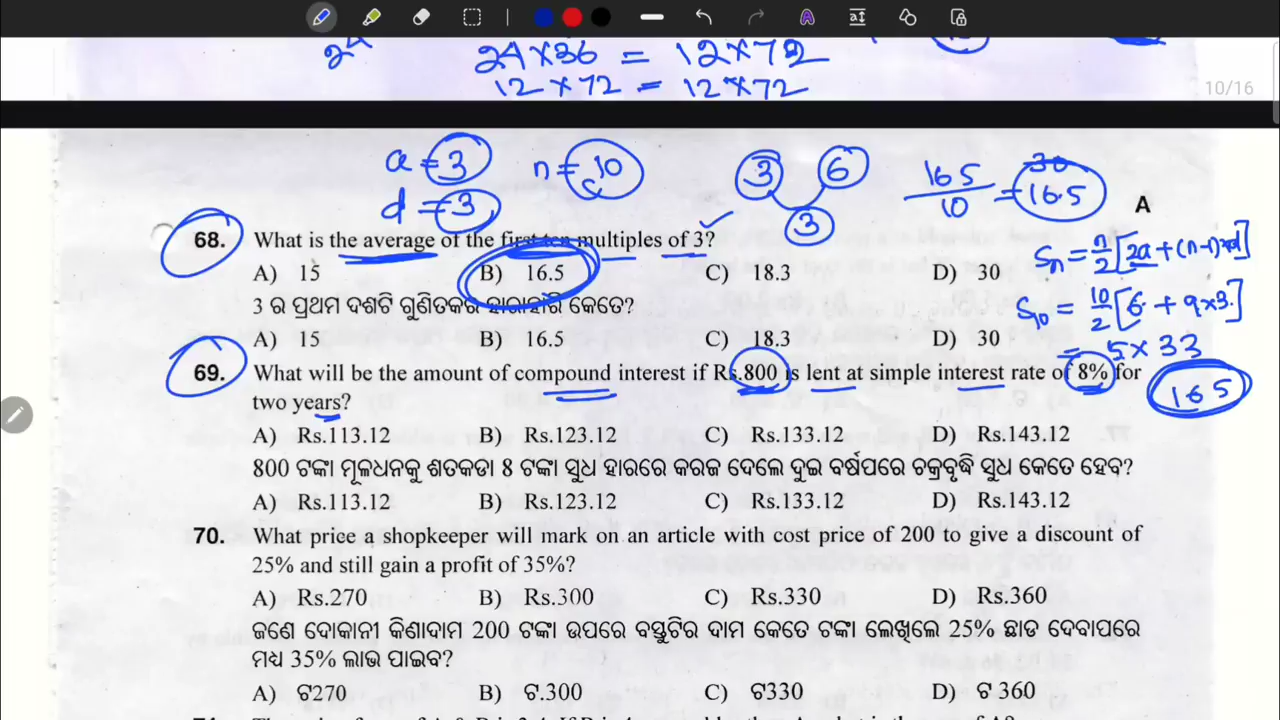 24×36 = 12×72
12×72 = 12×72
10/16
a = 3
n = 10
3 6
3
165/10 = 16.5
d = 3
A
68. What is the average of the first ten multiples of 3?
Sn = n/2[2a+(n-1)×d]
A) 15 B) 16.5 C) 18.3 D) 30
3 ର ପ୍ରଥମ ଦଶଟି ଗୁଣିତକର ହାରାହାରି କେତେ?
S10 = 10/2[6 + 9×3]
A) 15 B) 16.5 C) 18.3 D) 30
= 5×33
69. What will be the amount of compound interest if Rs.800 is lent at simple interest rate of 8% for
165
two years?
A) Rs.113.12 B) Rs.123.12 C) Rs.133.12 D) Rs.143.12
800 ଟଙ୍କା ମୂଳଧନକୁ ଶତକଡା 8 ଟଙ୍କା ସୁଧ ହାରରେ କରଜ ଦେଲେ ଦୁଇ ବର୍ଷପରେ ଚକ୍ରବୃଦ୍ଧି ସୁଧ କେତେ ହେବ?
A) Rs.113.12 B) Rs.123.12 C) Rs.133.12 D) Rs.143.12
70. What price a shopkeeper will mark on an article with cost price of 200 to give a discount of
25% and still gain a profit of 35%?
A) Rs.270 B) Rs.300 C) Rs.330 D) Rs.360
ଜଣେ ଦୋକାନୀ କିଣାଦାମ 200 ଟଙ୍କା ଉପରେ ବସ୍ତୁଟିର ଦାମ କେତେ ଟଙ୍କା ଲେଖିଲେ 25% ଛାଡ ଦେବାପରେ
ମଧ୍ୟ 35% ଲାଭ ପାଇବ?
A) ଟ270 B) ଟ.300 C) ଟ330 D) ଟ 360